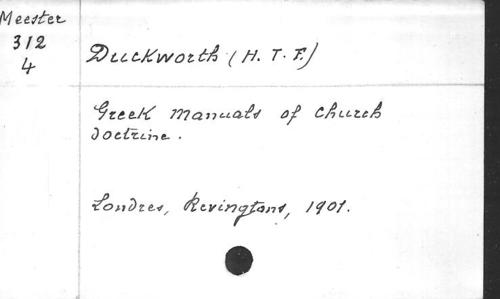 Meester
312
4
Duckworth (H. T. F.)
Greek Manuals of Church
Doctrine.
Londres, Rivingtons, 1901.